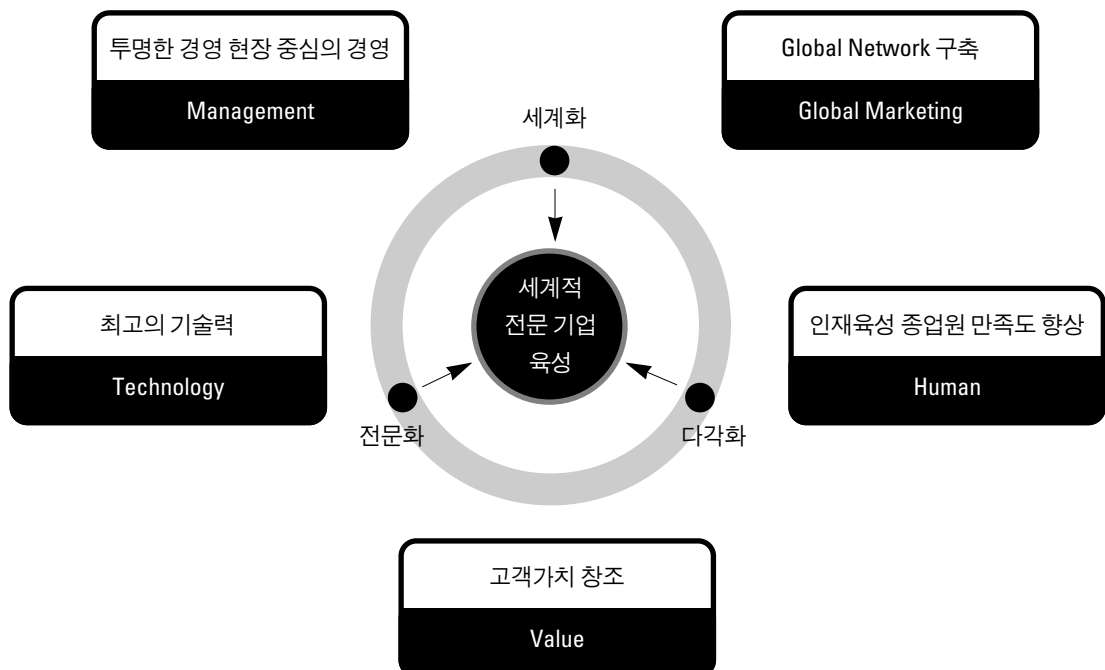 투명한 경영 현장 중심의 경영
Management
Global Network 구축
Global Marketing
세계화
세계적
전문 기업
육성
최고의 기술력
Technology
인재육성 종업원 만족도 향상
Human
전문화
다각화
고객가치 창조
Value